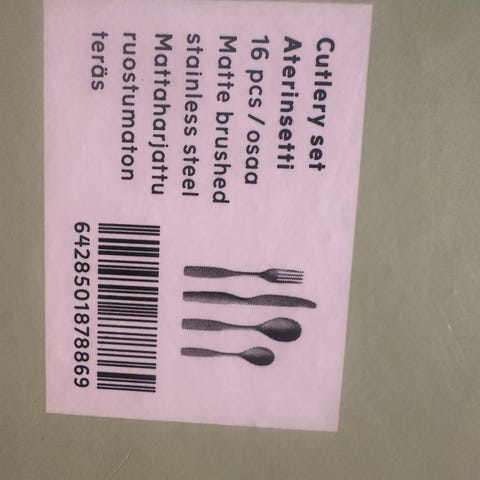 Cutlery set
Aterinsetti
16 pcs / osaa
Matte brushed
stainless steel
Mattaharjattu
ruostumaton
teräs
6428501878869